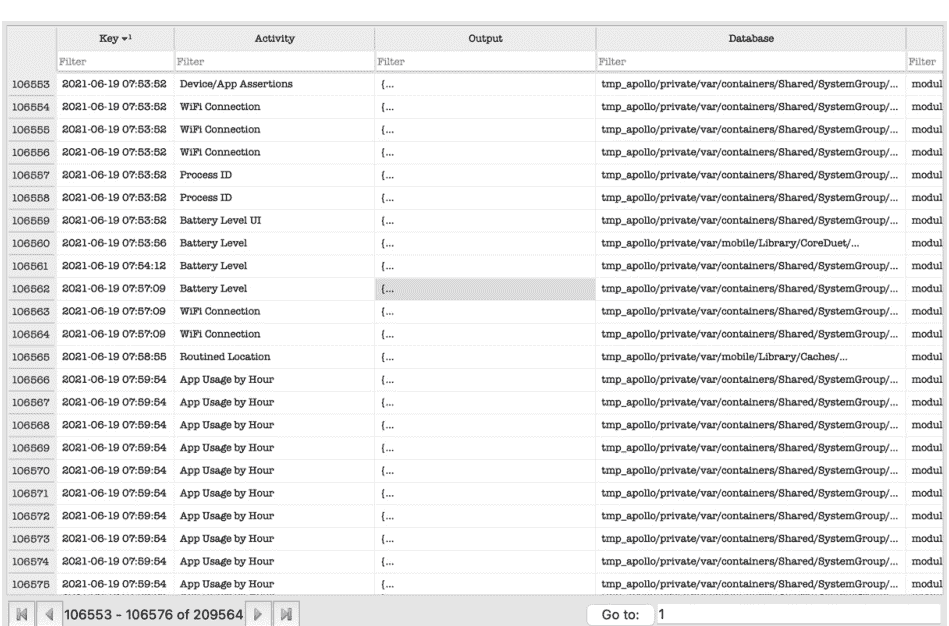 Key ▾1 Activity Output Database
Filter Filter Filter Filter Filter
106553 2021-06-19 07:53:52 Device/App Assertions {... tmp_apollo/private/var/containers/Shared/SystemGroup/... modul
106554 2021-06-19 07:53:52 WiFi Connection {... tmp_apollo/private/var/containers/Shared/SystemGroup/... modul
106555 2021-06-19 07:53:52 WiFi Connection {... tmp_apollo/private/var/containers/Shared/SystemGroup/... modul
106556 2021-06-19 07:53:52 WiFi Connection {... tmp_apollo/private/var/containers/Shared/SystemGroup/... modul
106557 2021-06-19 07:53:52 Process ID {... tmp_apollo/private/var/containers/Shared/SystemGroup/... modul
106558 2021-06-19 07:53:52 Process ID {... tmp_apollo/private/var/containers/Shared/SystemGroup/... modul
106559 2021-06-19 07:53:52 Battery Level UI {... tmp_apollo/private/var/containers/Shared/SystemGroup/... modul
106560 2021-06-19 07:53:56 Battery Level {... tmp_apollo/private/var/mobile/Library/CoreDuet/... modul
106561 2021-06-19 07:54:12 Battery Level {... tmp_apollo/private/var/containers/Shared/SystemGroup/... modul
106562 2021-06-19 07:57:09 Battery Level {... tmp_apollo/private/var/containers/Shared/SystemGroup/... modul
106563 2021-06-19 07:57:09 WiFi Connection {... tmp_apollo/private/var/containers/Shared/SystemGroup/... modul
106564 2021-06-19 07:57:09 WiFi Connection {... tmp_apollo/private/var/containers/Shared/SystemGroup/... modul
106565 2021-06-19 07:58:55 Routined Location {... tmp_apollo/private/var/mobile/Library/Caches/... modul
106566 2021-06-19 07:59:54 App Usage by Hour {... tmp_apollo/private/var/containers/Shared/SystemGroup/... modul
106567 2021-06-19 07:59:54 App Usage by Hour {... tmp_apollo/private/var/containers/Shared/SystemGroup/... modul
106568 2021-06-19 07:59:54 App Usage by Hour {... tmp_apollo/private/var/containers/Shared/SystemGroup/... modul
106569 2021-06-19 07:59:54 App Usage by Hour {... tmp_apollo/private/var/containers/Shared/SystemGroup/... modul
106570 2021-06-19 07:59:54 App Usage by Hour {... tmp_apollo/private/var/containers/Shared/SystemGroup/... modul
106571 2021-06-19 07:59:54 App Usage by Hour {... tmp_apollo/private/var/containers/Shared/SystemGroup/... modul
106572 2021-06-19 07:59:54 App Usage by Hour {... tmp_apollo/private/var/containers/Shared/SystemGroup/... modul
106573 2021-06-19 07:59:54 App Usage by Hour {... tmp_apollo/private/var/containers/Shared/SystemGroup/... modul
106574 2021-06-19 07:59:54 App Usage by Hour {... tmp_apollo/private/var/containers/Shared/SystemGroup/... modul
106575 2021-06-19 07:59:54 App Usage by Hour {... tmp_apollo/private/var/containers/Shared/SystemGroup/... modul
106553 - 106576 of 209564 Go to: 1